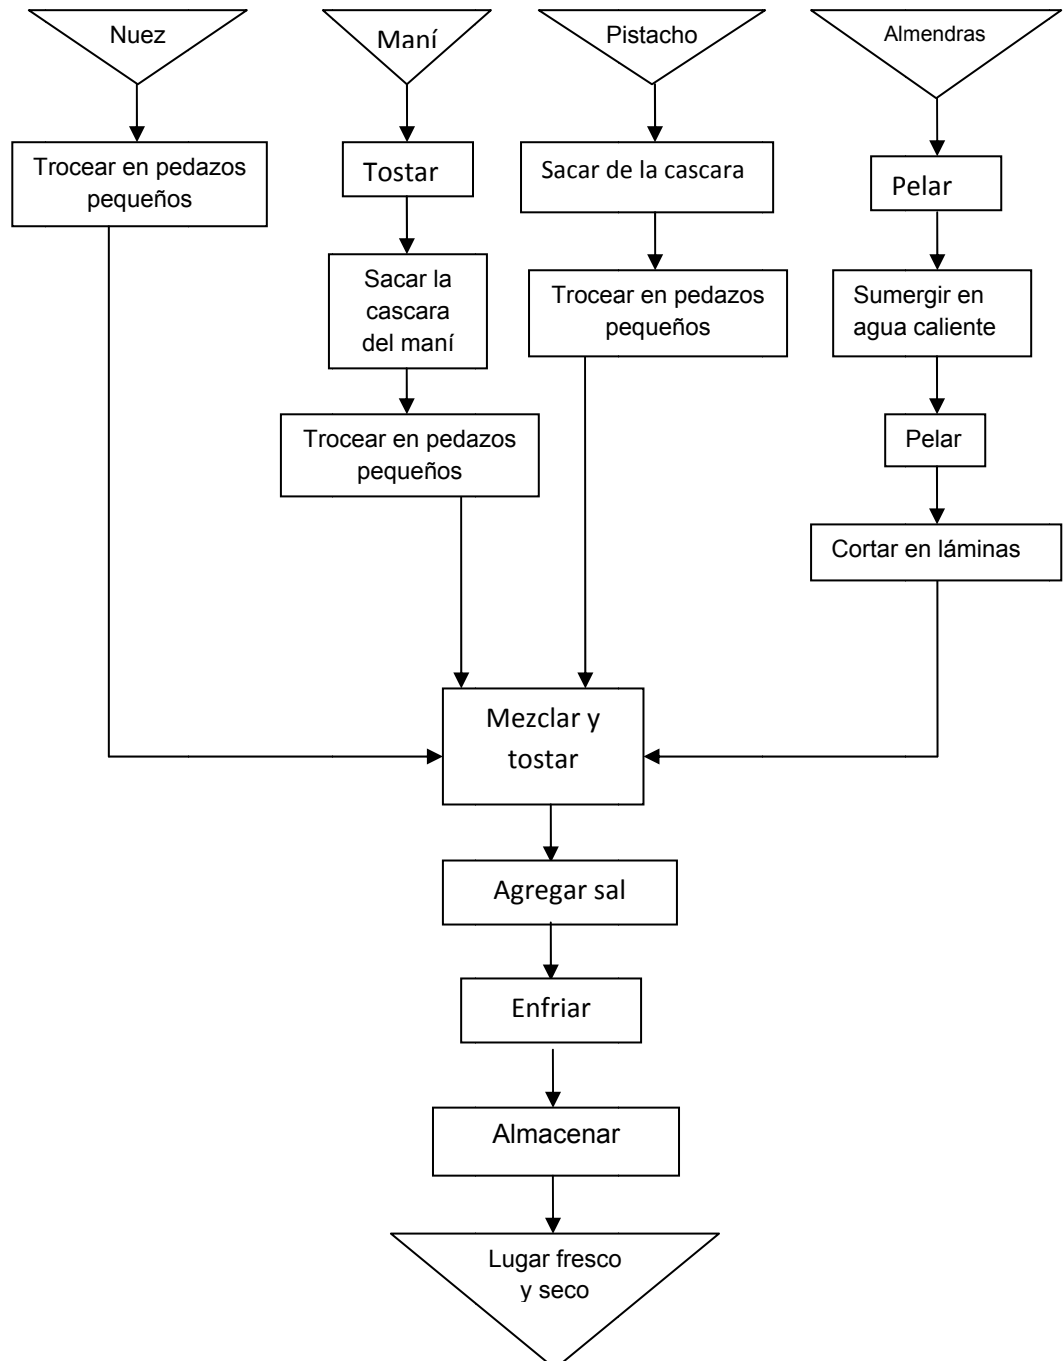 Nuez
Maní
Pistacho
Almendras
Trocear en pedazos
pequeños
Tostar
Sacar de la cascara
Pelar
Sacar la
cascara
del maní
Trocear en pedazos
pequeños
Sumergir en
agua caliente
Trocear en pedazos
pequeños
Pelar
Cortar en láminas
Mezclar y
tostar
Agregar sal
Enfriar
Almacenar
Lugar fresco
y seco